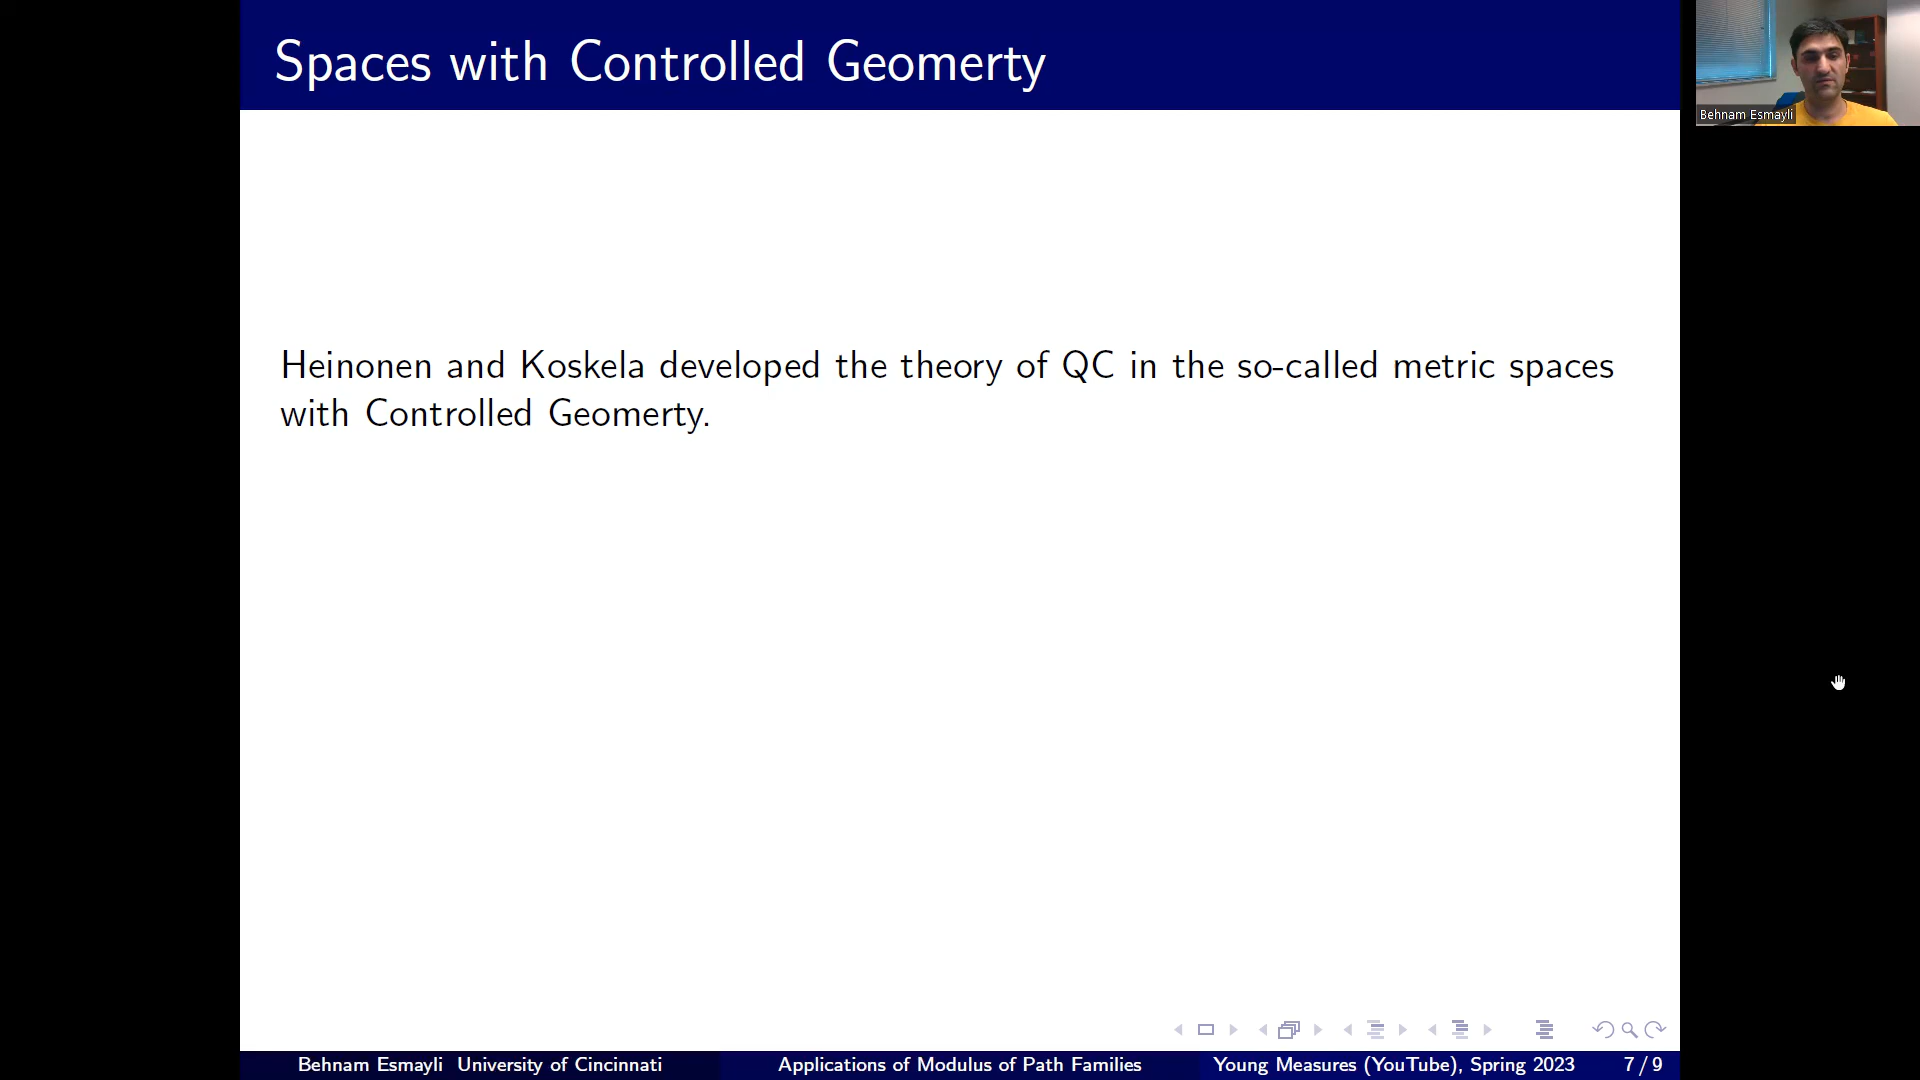 Spaces with Controlled Geomerty
Behnam Esmayli
Heinonen and Koskela developed the theory of QC in the so-called metric spaces
with Controlled Geomerty.
Behnam Esmayli University of Cincinnati Applications of Modulus of Path Families Young Measures (YouTube), Spring 2023 7 / 9